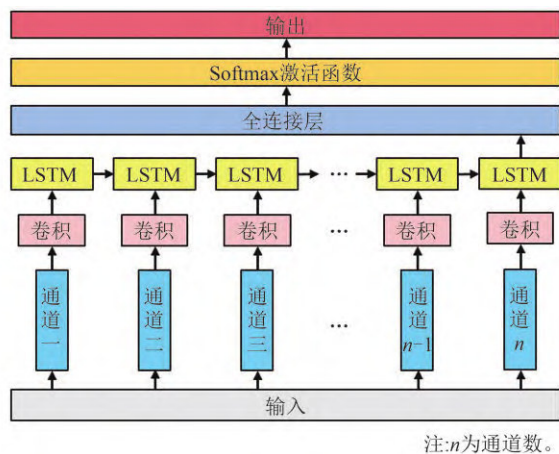 输出
Softmax激活函数
全连接层
LSTM LSTM LSTM … LSTM LSTM
卷积 卷积 卷积 … 卷积 卷积
通道一 通道二 通道三 … 通道n-1 通道n
输入
注:n为通道数。